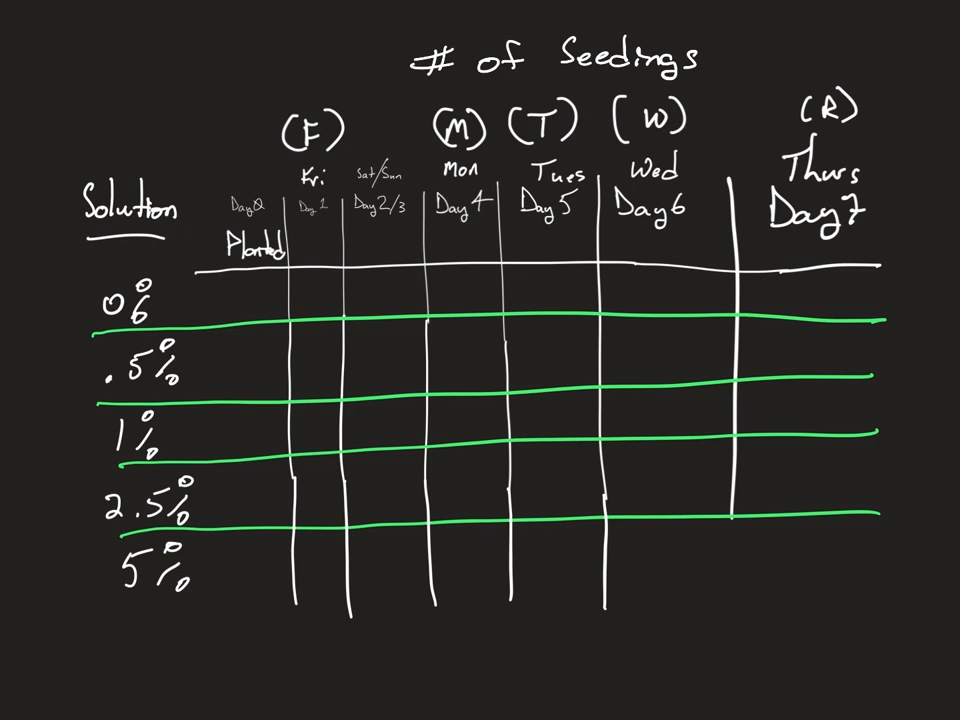 # of Seedings
(F) (M) (T) (W) (R)
Fri Sat/Sun Mon Tues Wed Thurs
Solution Day 0 Day 1 Day 2/3 Day 4 Day 5 Day 6 Day 7
Planted
0%
.5%
1%
2.5%
5%